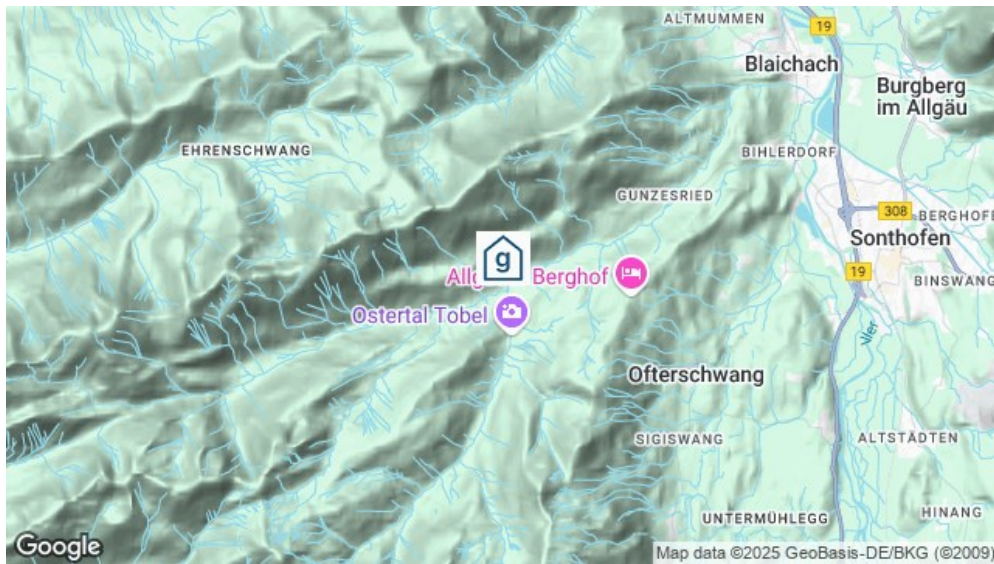 ALTMUMMEN
19
Blaichach
Burgberg
im Allgäu
EHRENSCHWANG
BIHLERDORF
GUNZESRIED
308
BERGHOFE
Sonthofen
g
Allg
Berghof
19
BINSWANG
Ostertal Tobel
Iller
Ofterschwang
SIGISWANG
ALTSTÄDTEN
UNTERMÜHLEGG
HINANG
Google
Map data ©2025 GeoBasis-DE/BKG (©2009)